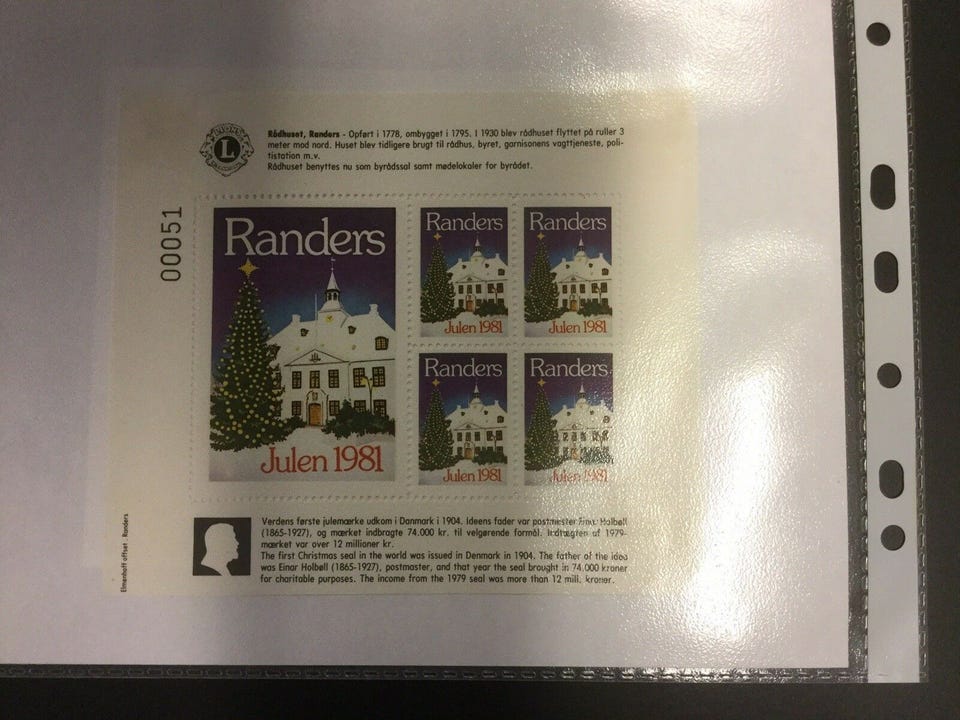 LIONS
L
Rådhuset, Randers - Opført i 1778, ombygget i 1795. I 1930 blev rådhuset flyttet på ruller 3
meter mod nord. Huset blev tidligere brugt til rådhus, byret, garnisonens vagttjeneste, poli-
tistation m.v.
Rådhuset benyttes nu som byrådssal samt mødelokaler for byrådet.
00051
Randers
Julen 1981
Randers
Julen 1981
Randers
Julen 1981
Randers
Julen 1981
Randers
Julen 1981
Elmenhoff offset . Randers
Verdens første julemærke udkom i Danmark i 1904. Ideens fader var postmester Einar Holbøll
(1865-1927), og mærket indbragte 74.000 kr. til velgørende formål. Indtægten af 1979-
mærket var over 12 millioner kr.
The first Christmas seal in the world was issued in Denmark in 1904. The father of the idea
was Einar Holbøll (1865-1927), postmaster, and that year the seal brought in 74.000 kroner
for charitable purposes. The income from the 1979 seal was more than 12 mill. kroner.